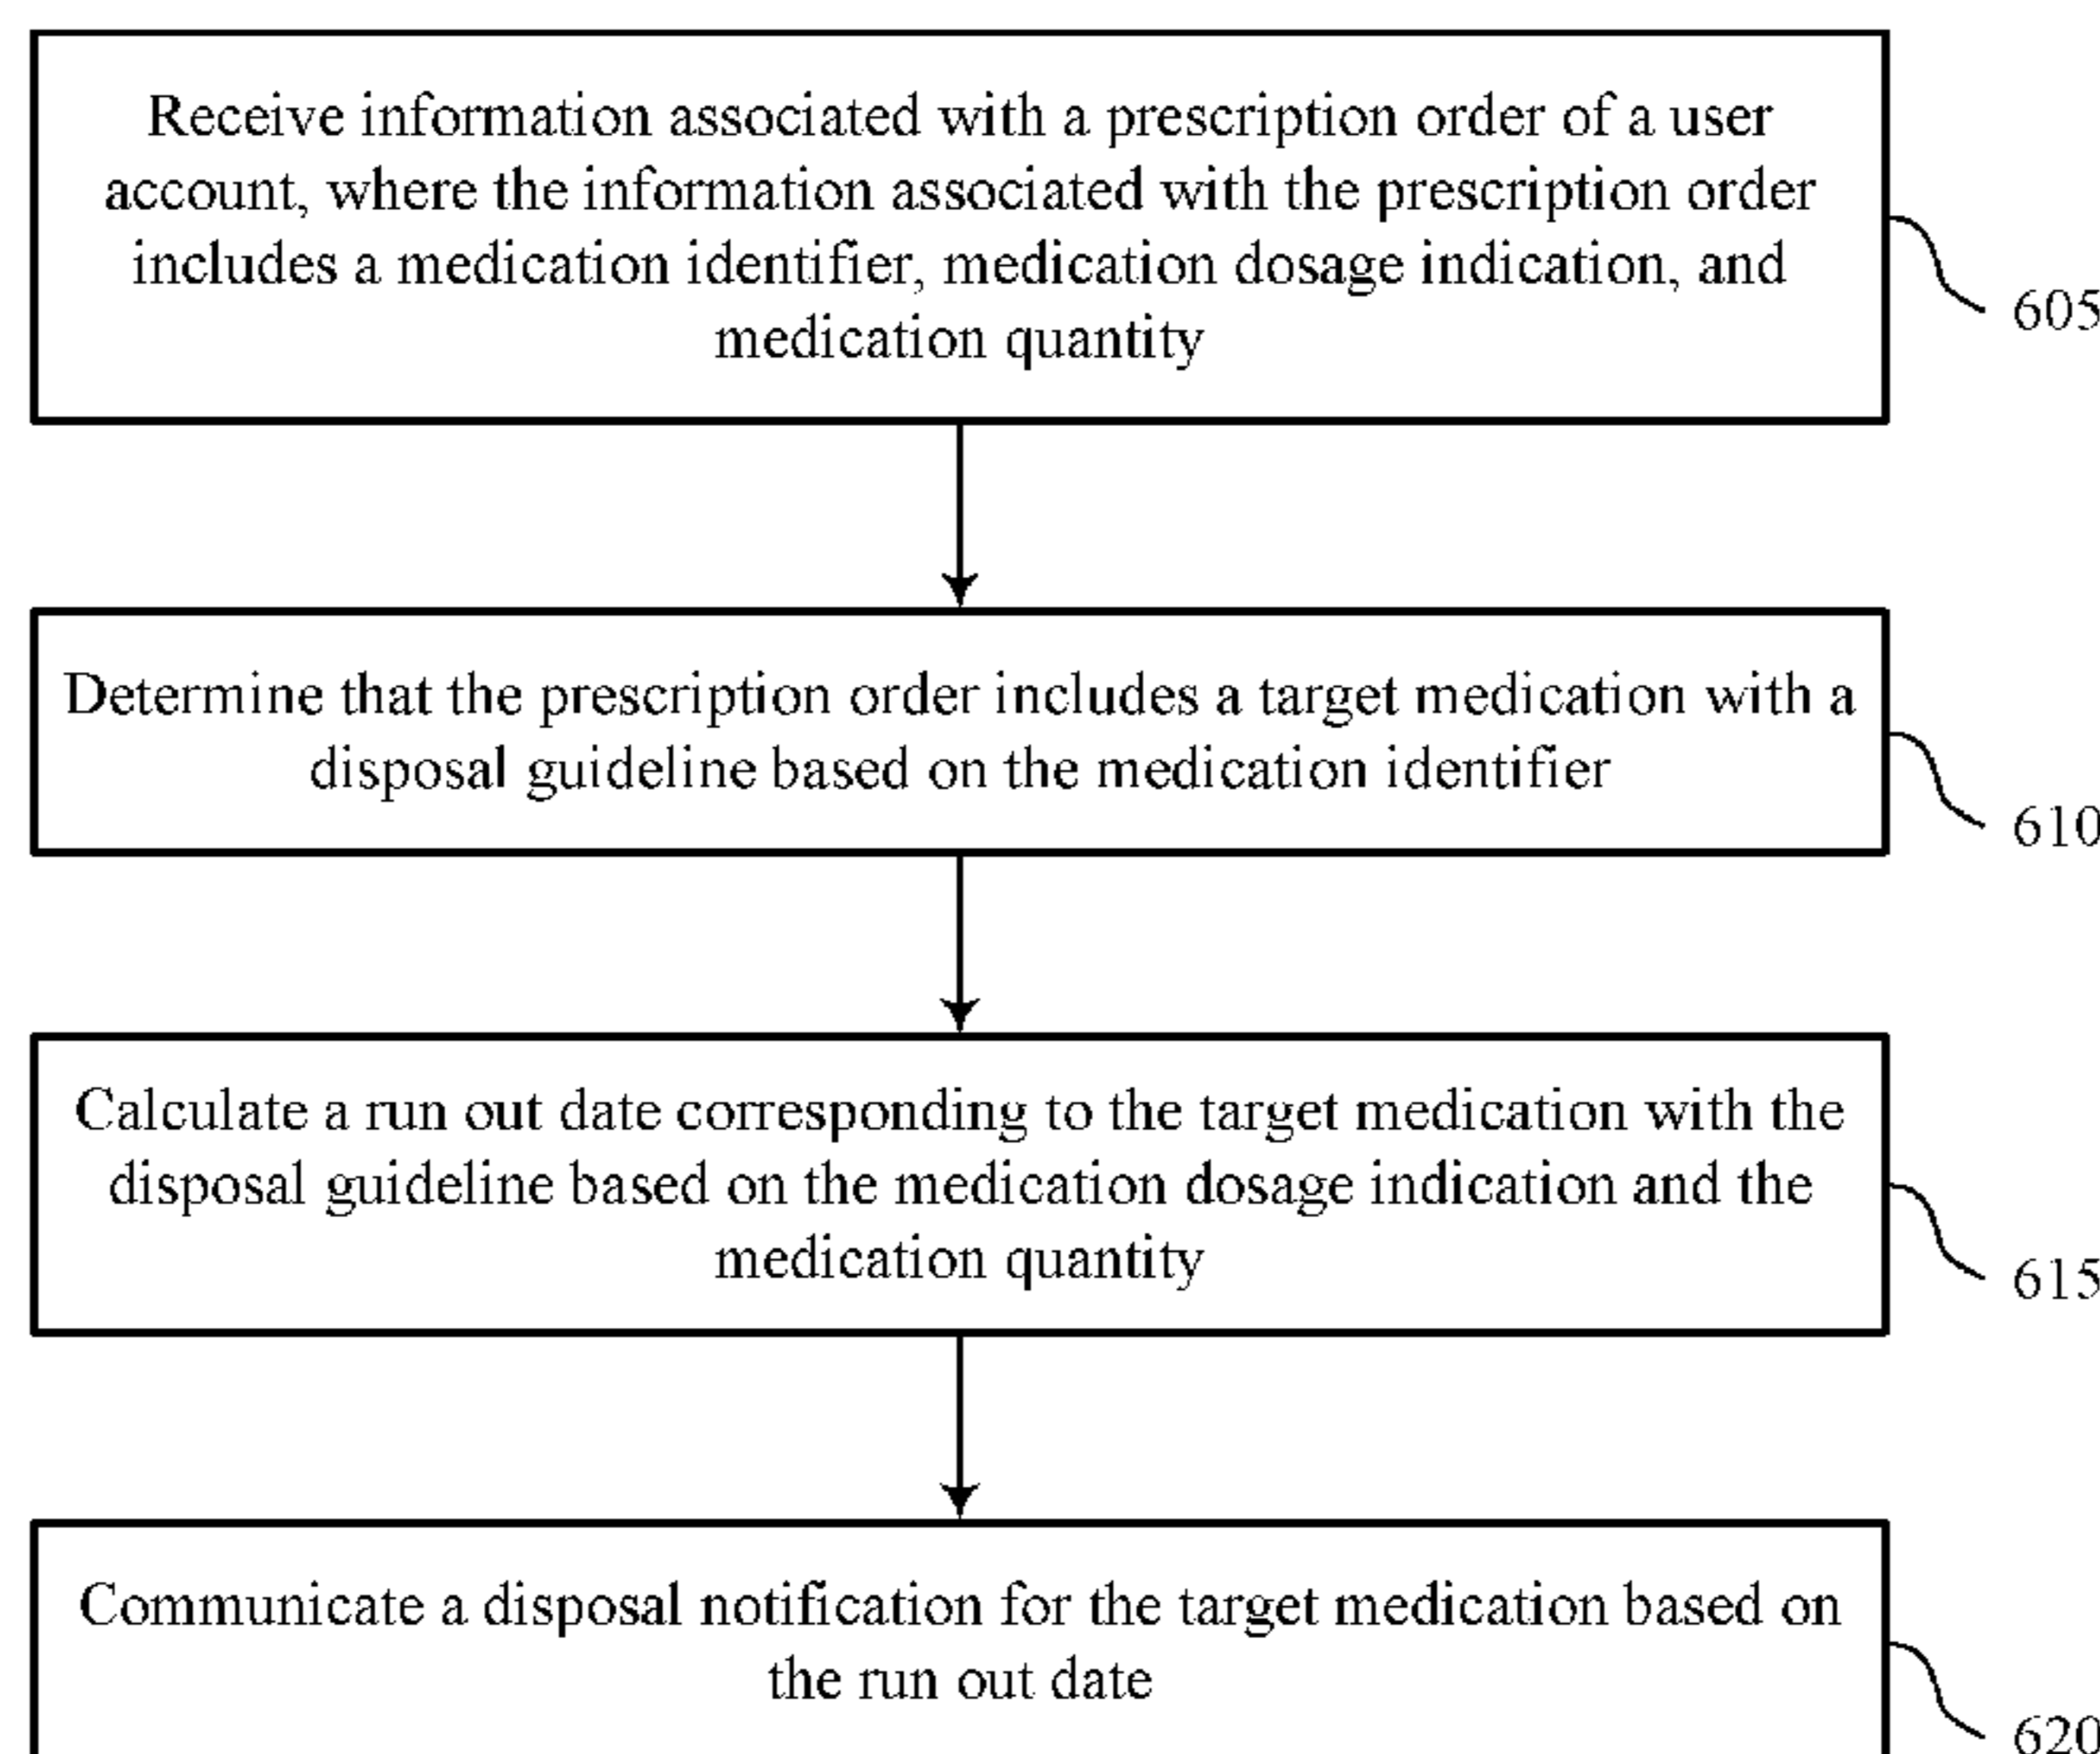 Receive information associated with a prescription order of a user
account, where the information associated with the prescription order
includes a medication identifier, medication dosage indication, and
medication quantity
605
Determine that the prescription order includes a target medication with a
disposal guideline based on the medication identifier
610
Calculate a run out date corresponding to the target medication with the
disposal guideline based on the medication dosage indication and the
medication quantity
615
Communicate a disposal notification for the target medication based on
the run out date
620